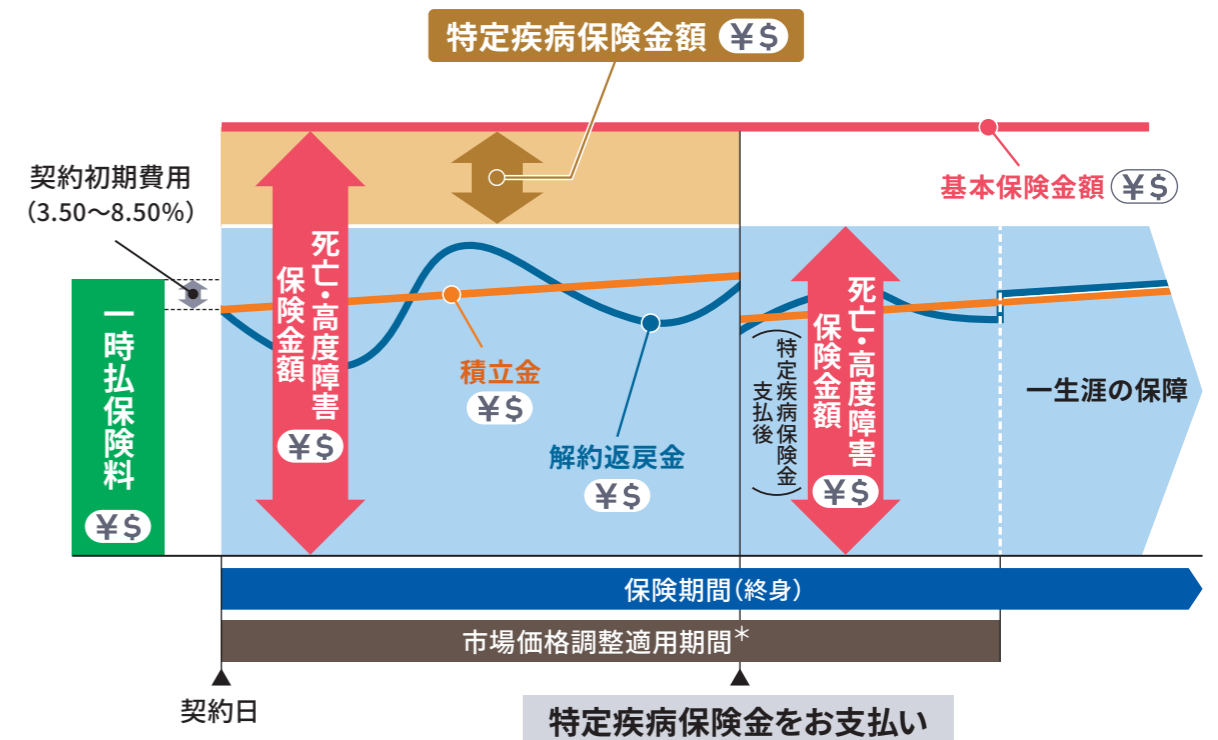 特定疾病保険金額 ¥$
契約初期費用
(3.50〜8.50%)
基本保険金額 ¥$
一時払保険料
¥$
死亡・高度障害
保険金額
¥$
積立金
¥$
解約返戻金
¥$
特定疾病保険金
支払後
死亡・高度障害
保険金額
¥$
一生涯の保障
保険期間(終身)
市場価格調整適用期間*
契約日
特定疾病保険金をお支払い